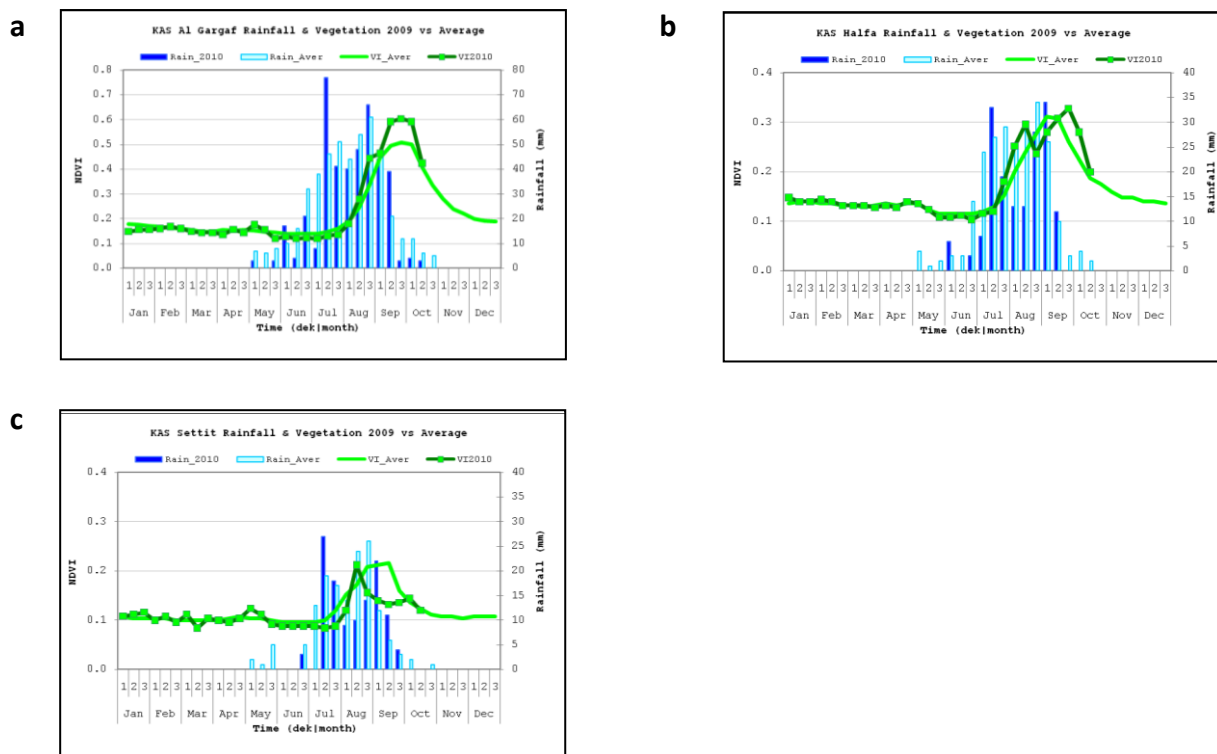 a
KAS Al Gargaf Rainfall & Vegetation 2009 vs Average
Rain_2010 Rain_Aver VI_Aver VI2010
0.8 80
0.7 70
0.6 60
0.5 50
0.4 40
0.3 30
0.2 20
0.1 10
0.0 0
NDVI
Rainfall (mm)
1 2 3 1 2 3 1 2 3 1 2 3 1 2 3 1 2 3 1 2 3 1 2 3 1 2 3 1 2 3 1 2 3 1 2 3
Jan Feb Mar Apr May Jun Jul Aug Sep Oct Nov Dec
Time (dek|month)
b
KAS Halfa Rainfall & Vegetation 2009 vs Average
Rain_2010 Rain_Aver VI_Aver VI2010
0.4 40
35
0.3 30
25
0.2 20
15
0.1 10
5
0.0 0
NDVI
Rainfall (mm)
1 2 3 1 2 3 1 2 3 1 2 3 1 2 3 1 2 3 1 2 3 1 2 3 1 2 3 1 2 3 1 2 3 1 2 3
Jan Feb Mar Apr May Jun Jul Aug Sep Oct Nov Dec
Time (dek|month)
c
KAS Settit Rainfall & Vegetation 2009 vs Average
Rain_2010 Rain_Aver VI_Aver VI2010
0.4 40
35
0.3 30
25
0.2 20
15
0.1 10
5
0.0 0
NDVI
Rainfall (mm)
1 2 3 1 2 3 1 2 3 1 2 3 1 2 3 1 2 3 1 2 3 1 2 3 1 2 3 1 2 3 1 2 3 1 2 3
Jan Feb Mar Apr May Jun Jul Aug Sep Oct Nov Dec
Time (dek|month)